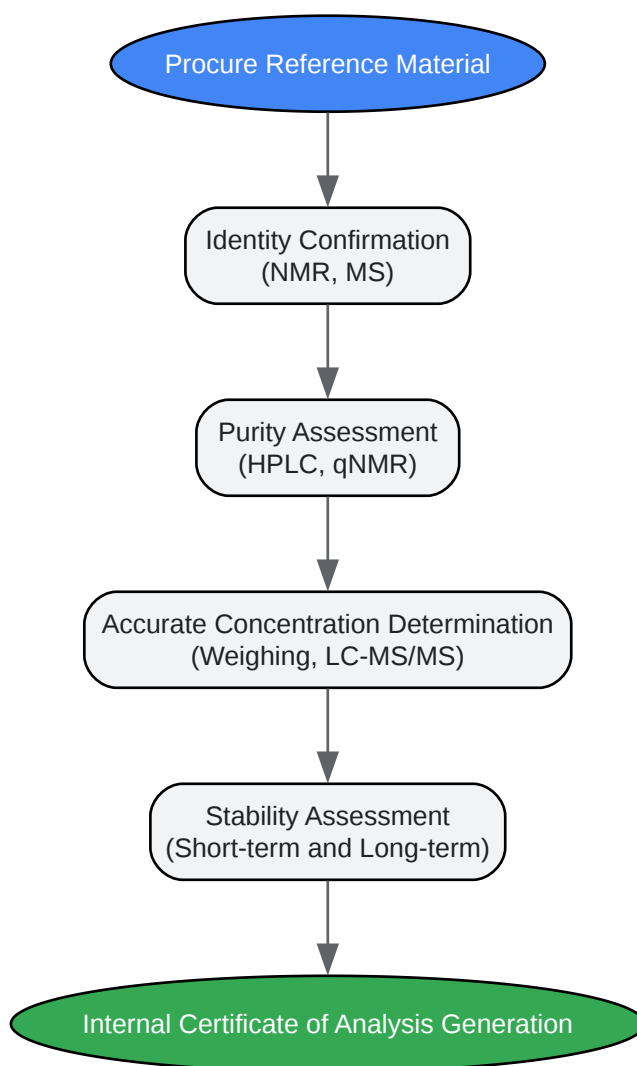 Procure Reference Material
Identity Confirmation
(NMR, MS)
Purity Assessment
(HPLC, qNMR)
Accurate Concentration Determination
(Weighing, LC-MS/MS)
Stability Assessment
(Short-term and Long-term)
Internal Certificate of Analysis Generation